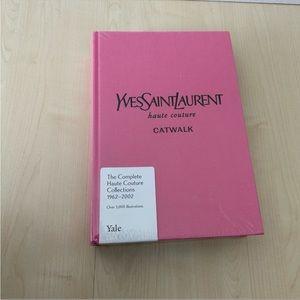 YVESSAINTLAURENT
haute couture
CATWALK
The Complete
Haute Couture
Collections
1962–2002
Over 1,000 illustrations
Yale